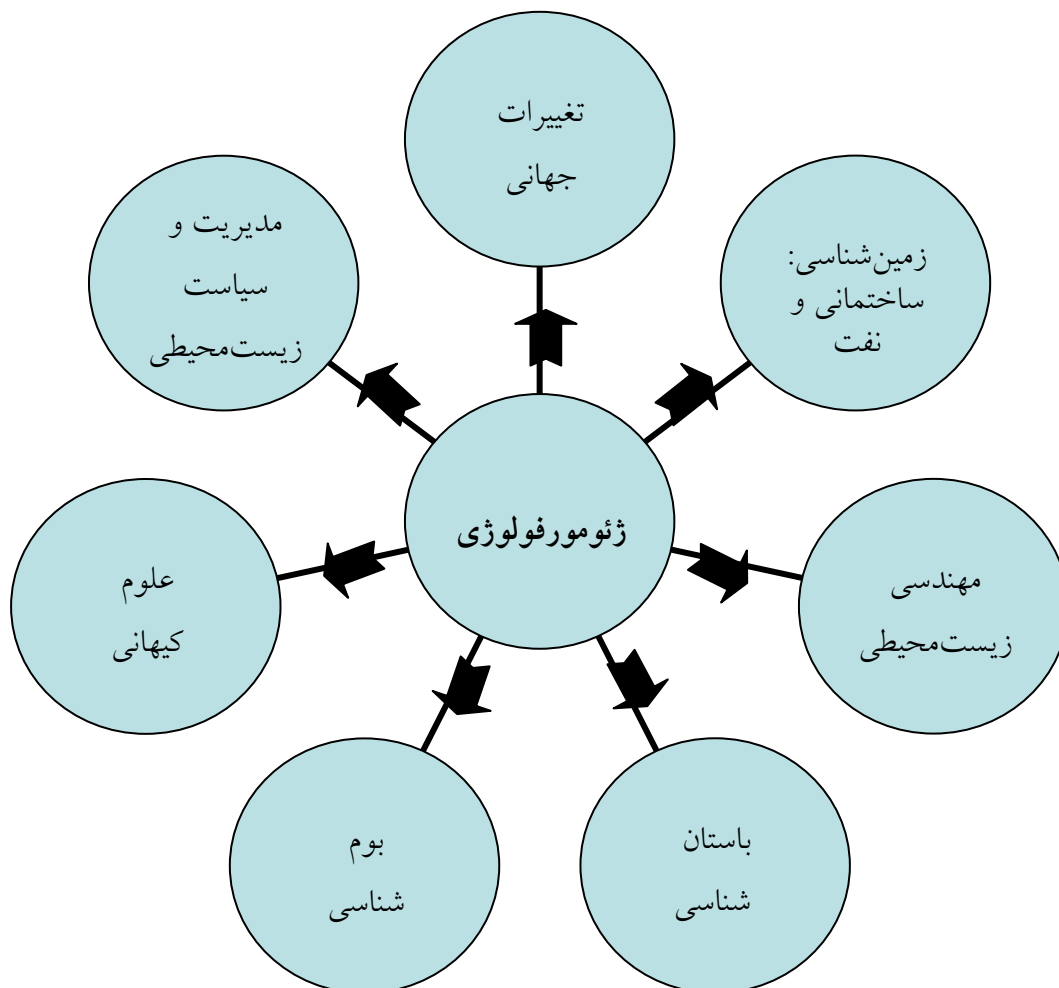 تغییرات
جهانی
زمین‌شناسی:
ساختمانی و
نفت
مدیریت و
سیاست
زیست‌محیطی
ژئومورفولوژی
مهندسی
زیست‌محیطی
علوم
کیهانی
باستان
شناسی
بوم
شناسی